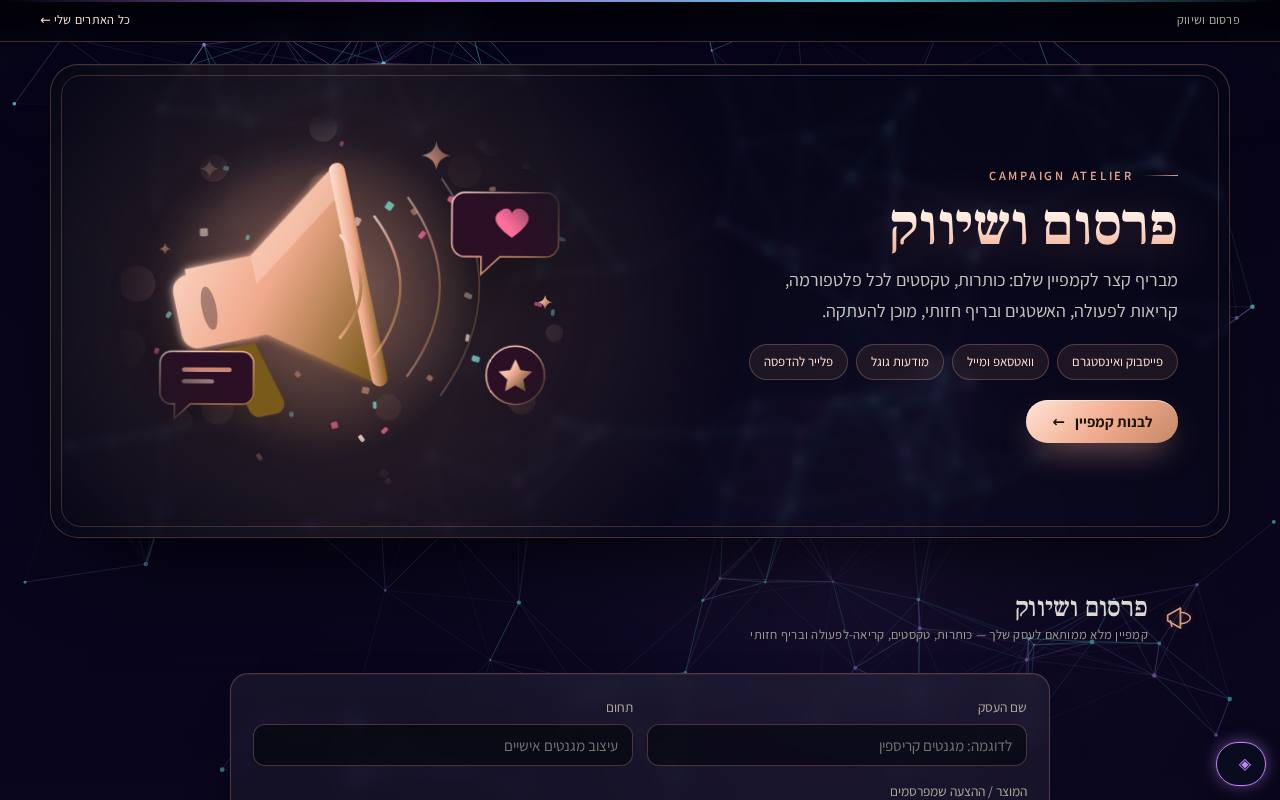 פרסום ושיווק
כל האתרים שלי ←
CAMPAIGN ATELIER
פרסום ושיווק
מבריף קצר לקמפיין שלם: כותרות, טקסטים לכל פלטפורמה,
קריאות לפעולה, האשטגים ובריף חזותי, מוכן להעתקה.
פייסבוק ואינסטגרם
וואטסאפ ומייל
מודעות גוגל
פלייר להדפסה
לבנות קמפיין ←
פרסום ושיווק
קמפיין מלא ממותאם לעסק שלך — כותרות, טקסטים, קריאה-לפעולה ובריף חזותי
שם העסק
תחום
לדוגמה: מגנטים קריספין
עיצוב מגנטים אישיים
המוצר / ההצעה שמפרסמים